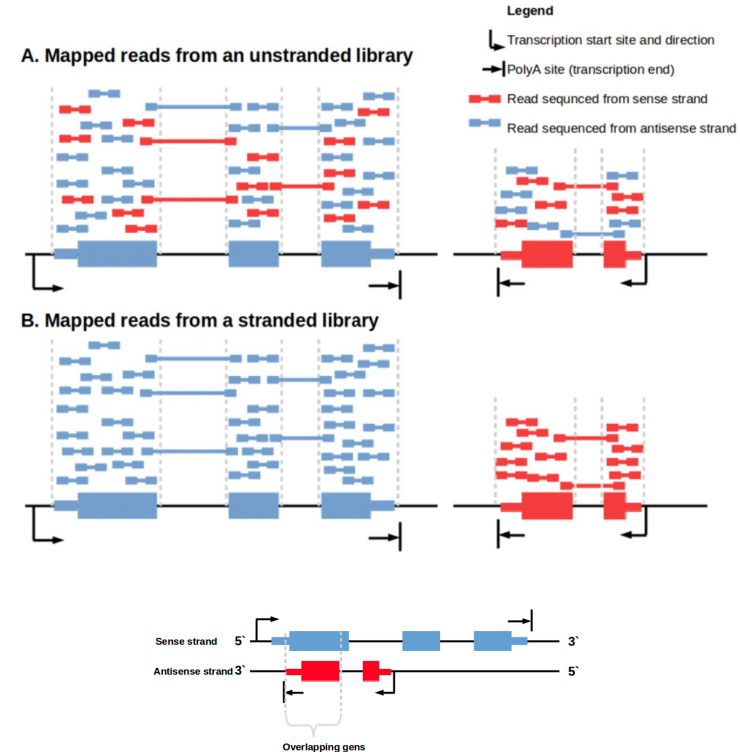 Legend
Transcription start site and direction
PolyA site (transcription end)
Read sequnced from sense strand
Read sequenced from antisense strand
A. Mapped reads from an unstranded library
B. Mapped reads from a stranded library
Sense strand 5` 3`
Antisense strand 3` 5`
Overlapping gens